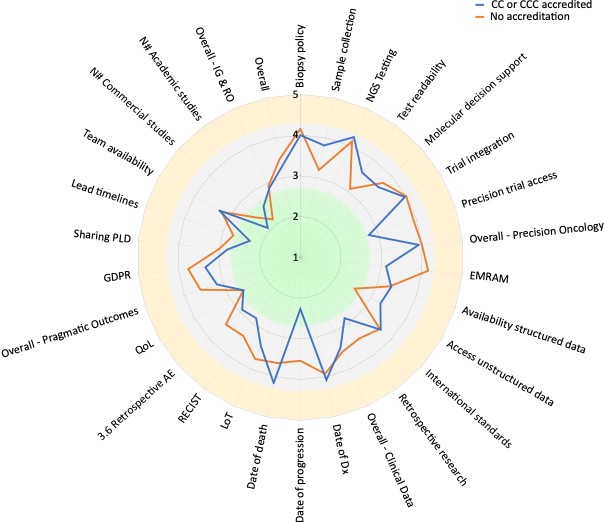 CC or CCC accredited
No accreditation
Biopsy policy
Sample collection
NGS Testing
Test readability
Molecular decision support
Trial integration
Precision trial access
Overall - Precision Oncology
EMRAM
Availability structured data
Access unstructured data
International standards
Retrospective research
Overall - Clinical Data
Date of Dx
Date of progression
Date of death
LoT
RECIST
3.6 Retrospective AE
QoL
Overall - Pragmatic Outcomes
GDPR
Sharing PLD
Lead timelines
Team availability
N# Commercial studies
N# Academic studies
Overall - IG & RO
Overall
5
4
3
2
1